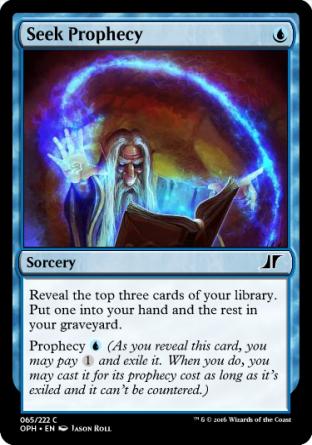 Seek Prophecy
Sorcery
Reveal the top three cards of your library.
Put one into your hand and the rest in
your graveyard.
Prophecy (As you reveal this card, you
may pay 1 and exile it. When you do, you
may cast it for its prophecy cost as long as it's
exiled and it can't be countered.)
065/222 C
OPH • EN Jason Roll
™ & © 2016 Wizards of the Coast